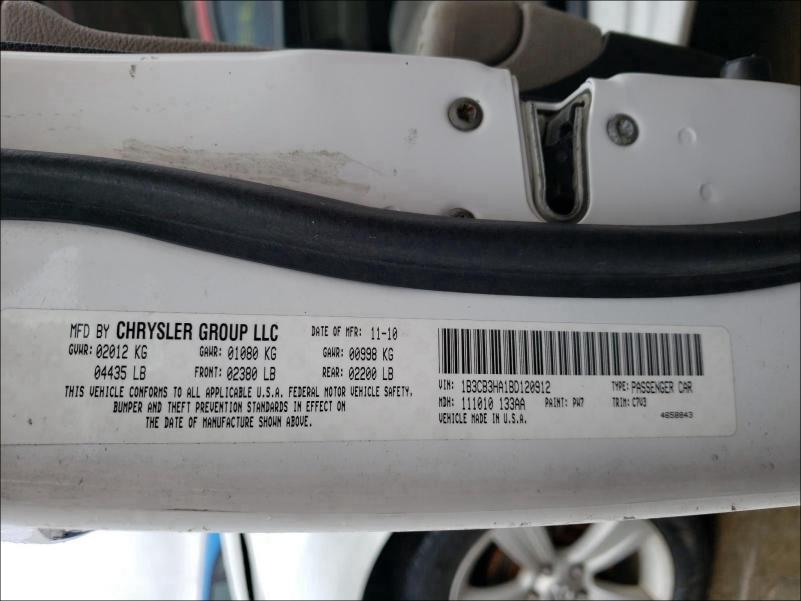 MFD BY CHRYSLER GROUP LLC DATE OF MFR: 11-10
GVWR: 02012 KG GAWR: 01080 KG GAWR: 00998 KG
04435 LB FRONT: 02380 LB REAR: 02200 LB
THIS VEHICLE CONFORMS TO ALL APPLICABLE U.S.A. FEDERAL MOTOR VEHICLE SAFETY,
BUMPER AND THEFT PREVENTION STANDARDS IN EFFECT ON
THE DATE OF MANUFACTURE SHOWN ABOVE.
VIN: 1B3CB3HA1BD120912 TYPE: PASSENGER CAR
MDH: 111010 133AA PAINT: PW7 TRIM: C7V3
VEHICLE MADE IN U.S.A. 4658843